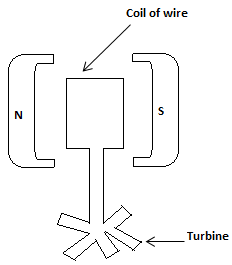 Coil of wire
N
S
Turbine